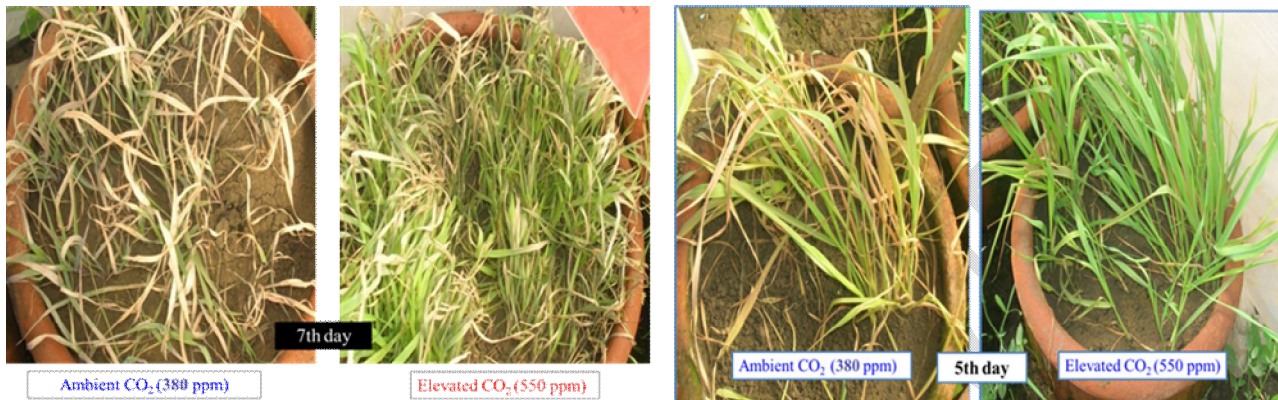 7th day
Ambient CO₂ (380 ppm)
Elevated CO₂ (550 ppm)
Ambient CO₂ (380 ppm)
5th day
Elevated CO₂ (550 ppm)